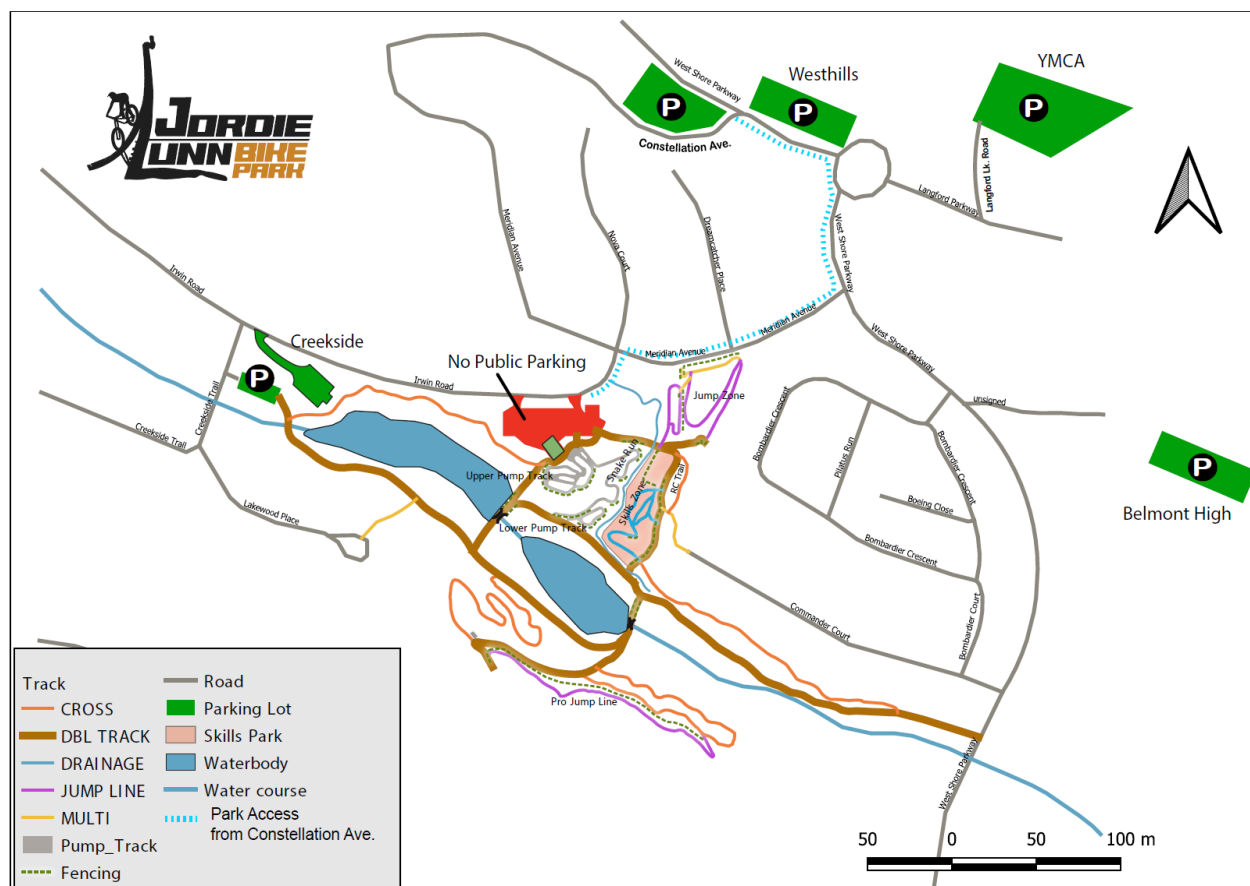 JORDIE
LUNN BIKE
PARK
West Shore Parkway
Westhills
YMCA
P
P
P
Constellation Ave.
Langford Lk. Road
Langford Parkway
Meridian Avenue
Nova Court
Dreamcatcher Place
West Shore Parkway
Irwin Road
Meridian Avenue
Meridian Avenue
West Shore Parkway
Creekside
No Public Parking
P
Irwin Road
Jump Zone
unsigned
Creekside Trail
Creekside Trail
Bombardier Crescent
Pilatus Run
Bombardier Crescent
Snake Run
Upper Pump Track
RC Trail
Skills Zone
Boeing Close
P
Belmont High
Lakewood Place
Lower Pump Track
Bombardier Crescent
Commander Court
Bombardier Court
Pro Jump Line
West Shore Parkway
Track
CROSS
DBL TRACK
DRAINAGE
JUMP LINE
MULTI
Pump_Track
Fencing
Road
Parking Lot
Skills Park
Waterbody
Water course
Park Access
from Constellation Ave.
50 0 50 100 m